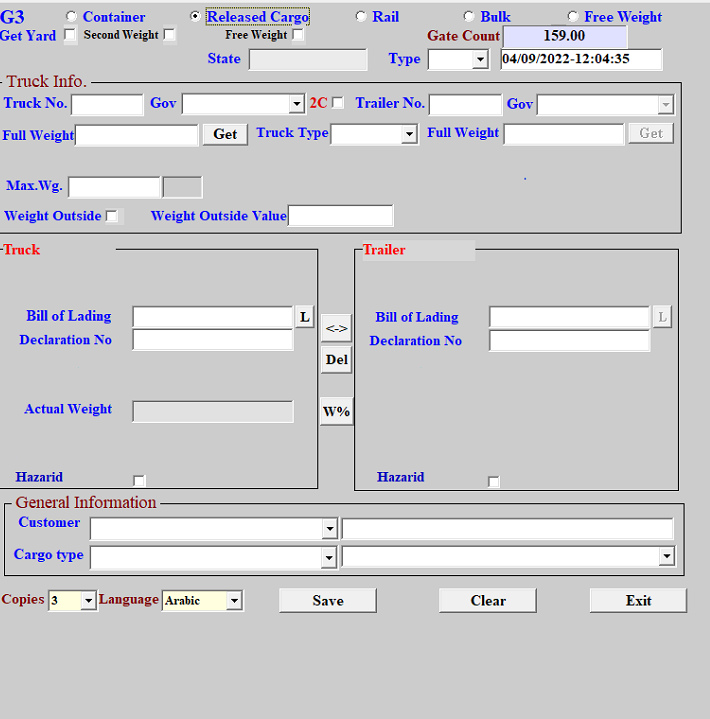 G3 Container Released Cargo Rail Bulk Free Weight
Get Yard Second Weight Free Weight Gate Count 159.00
State Type 04/09/2022-12:04:35
Truck Info.
Truck No. Gov 2C Trailer No. Gov
Full Weight Get Truck Type Full Weight Get
Max.Wg.
Weight Outside Weight Outside Value
Truck Trailer
Bill of Lading L Bill of Lading L
<->
Declaration No Declaration No
Del
Actual Weight W%
Hazarid Hazarid
General Information
Customer
Cargo type
Copies 3 Language Arabic Save Clear Exit